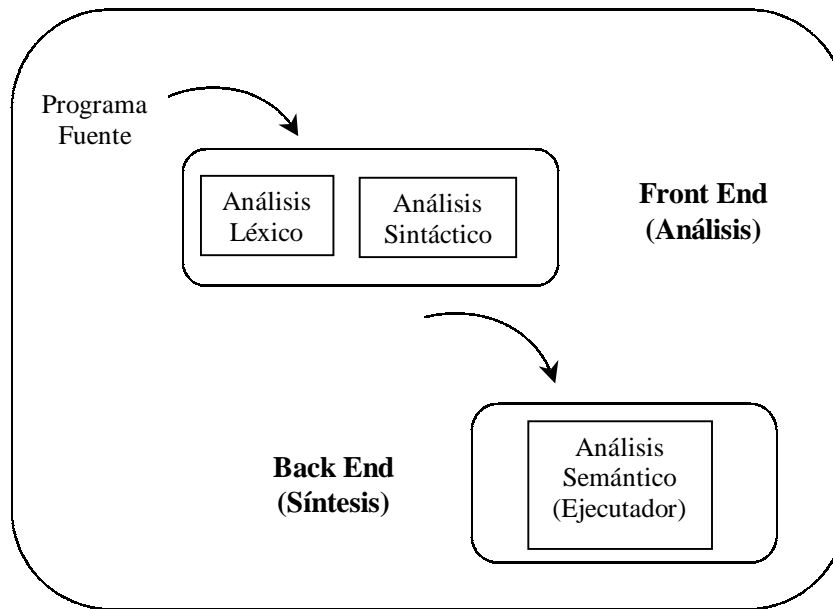 Programa
Fuente
Análisis
Léxico
Análisis
Sintáctico
Front End
(Análisis)
Back End
(Síntesis)
Análisis
Semántico
(Ejecutador)